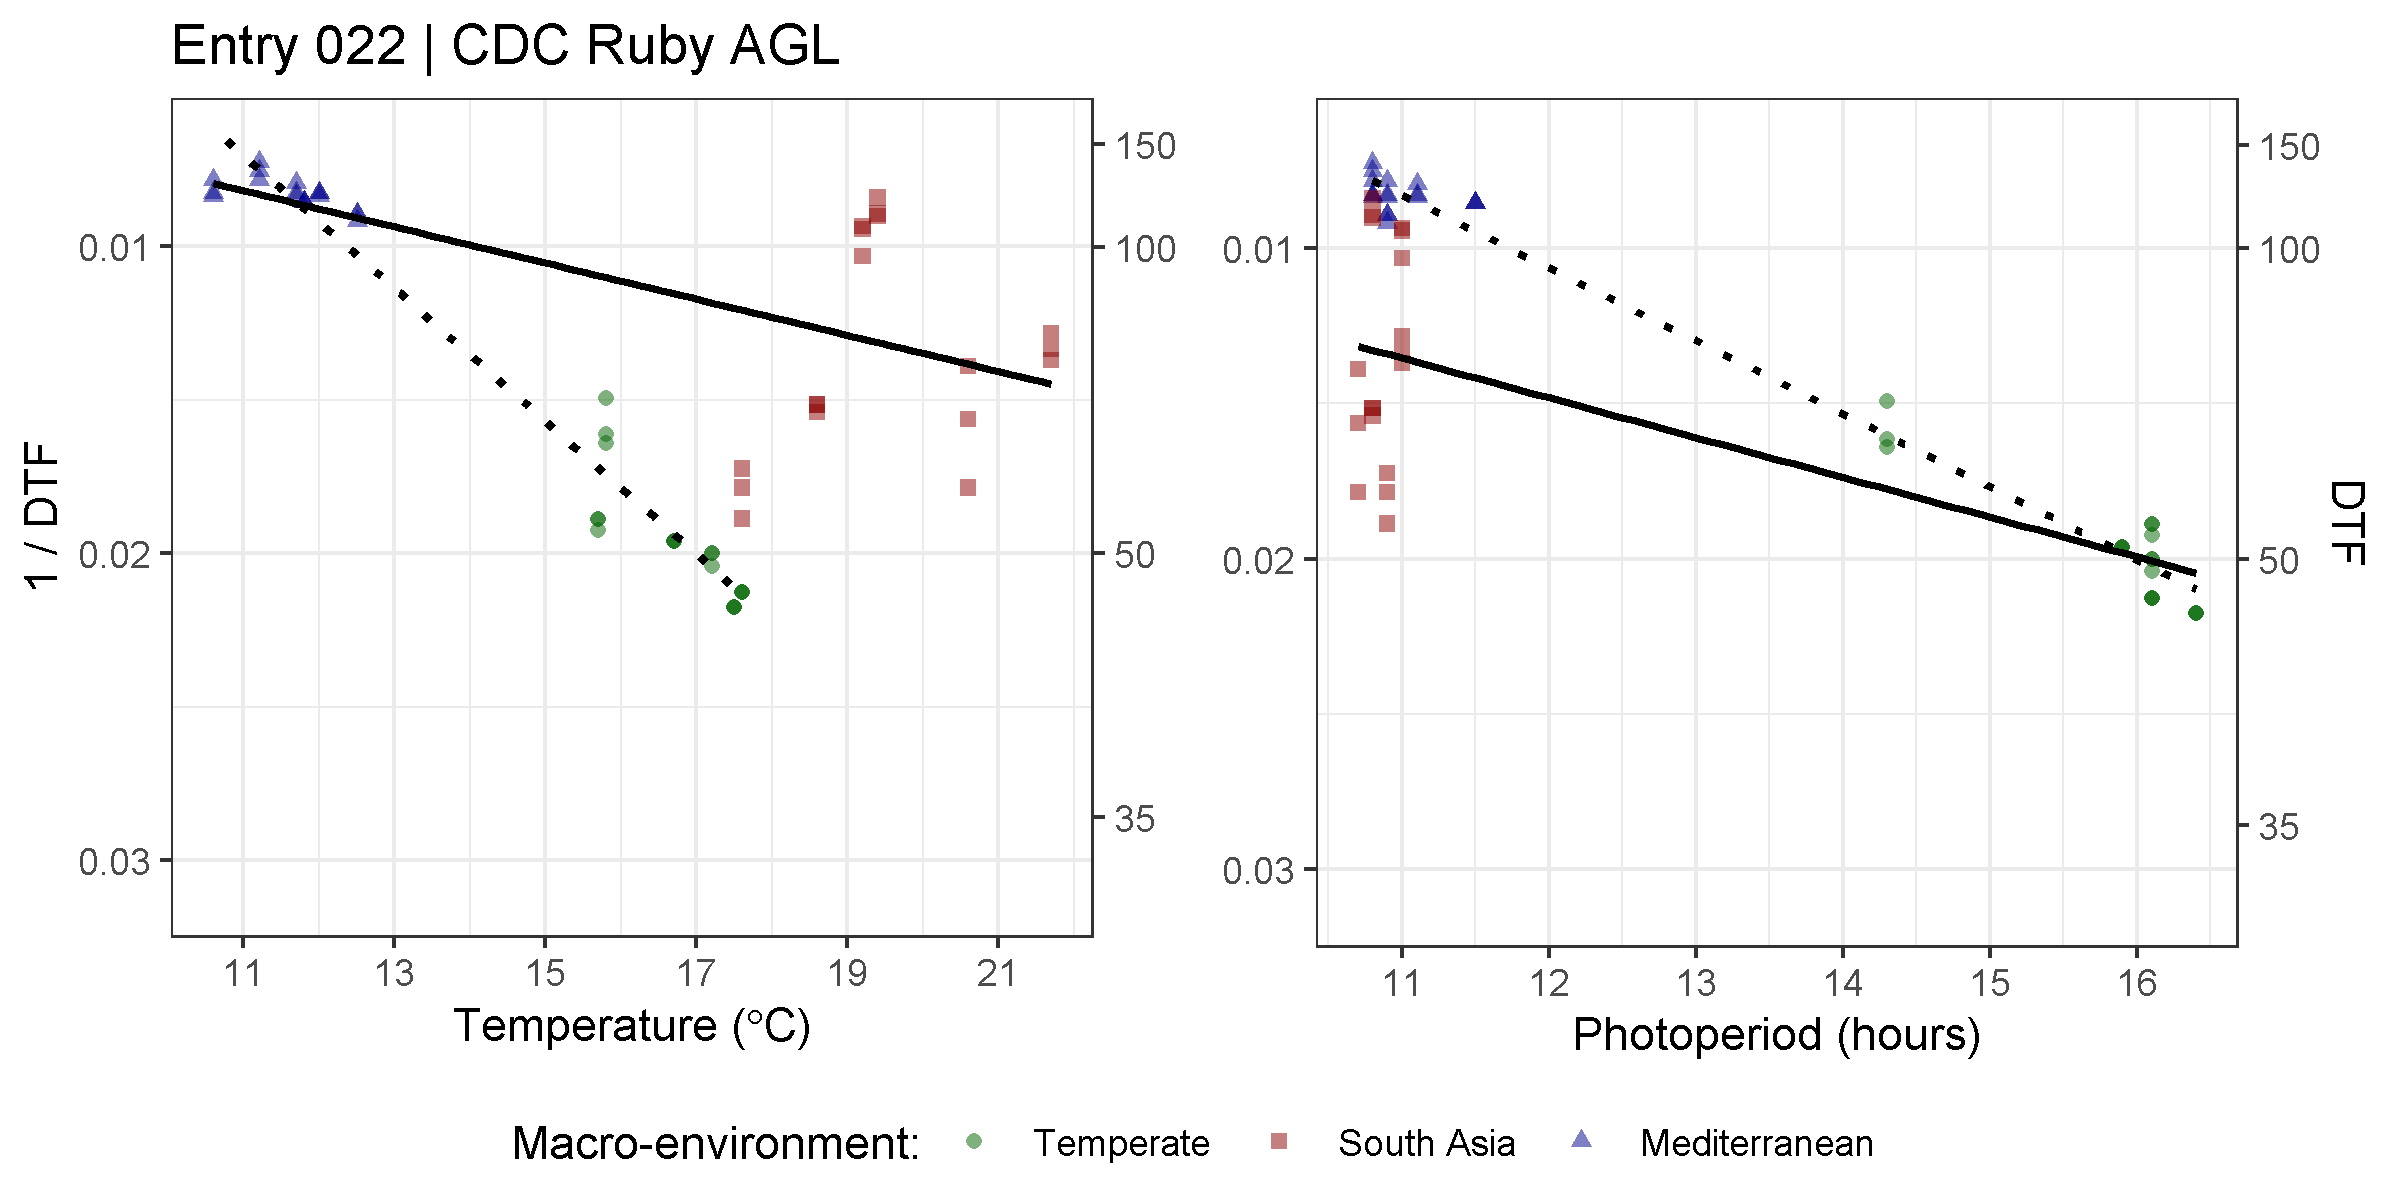 Entry 022 | CDC Ruby AGL
1 / DTF
0.01
0.02
0.03
150
100
50
35
11 13 15 17 19 21
Temperature (°C)
0.01
0.02
0.03
150
100
50
35
DTF
11 12 13 14 15 16
Photoperiod (hours)
Macro-environment: Temperate South Asia Mediterranean